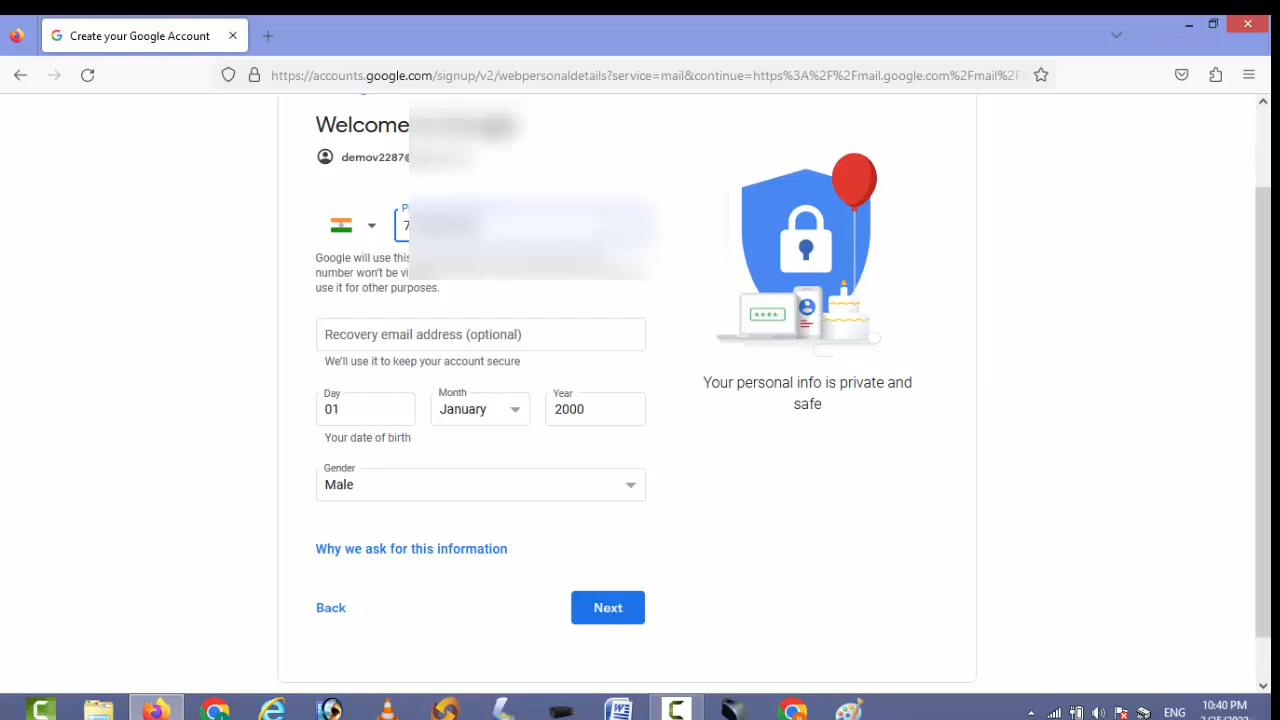 Create your Google Account
https://accounts.google.com/signup/v2/webpersonaldetails?service=mail&continue=https%3A%2F%2Fmail.google.com%2Fmail%2F
Welcome
demov2287@
7
Google will use this
number won't be vi
use it for other purposes.
Recovery email address (optional)
We'll use it to keep your account secure
Day
Month
Year
01
January
2000
Your date of birth
Gender
Male
Why we ask for this information
Back
Next
****
Your personal info is private and
safe
ENG
10:40 PM